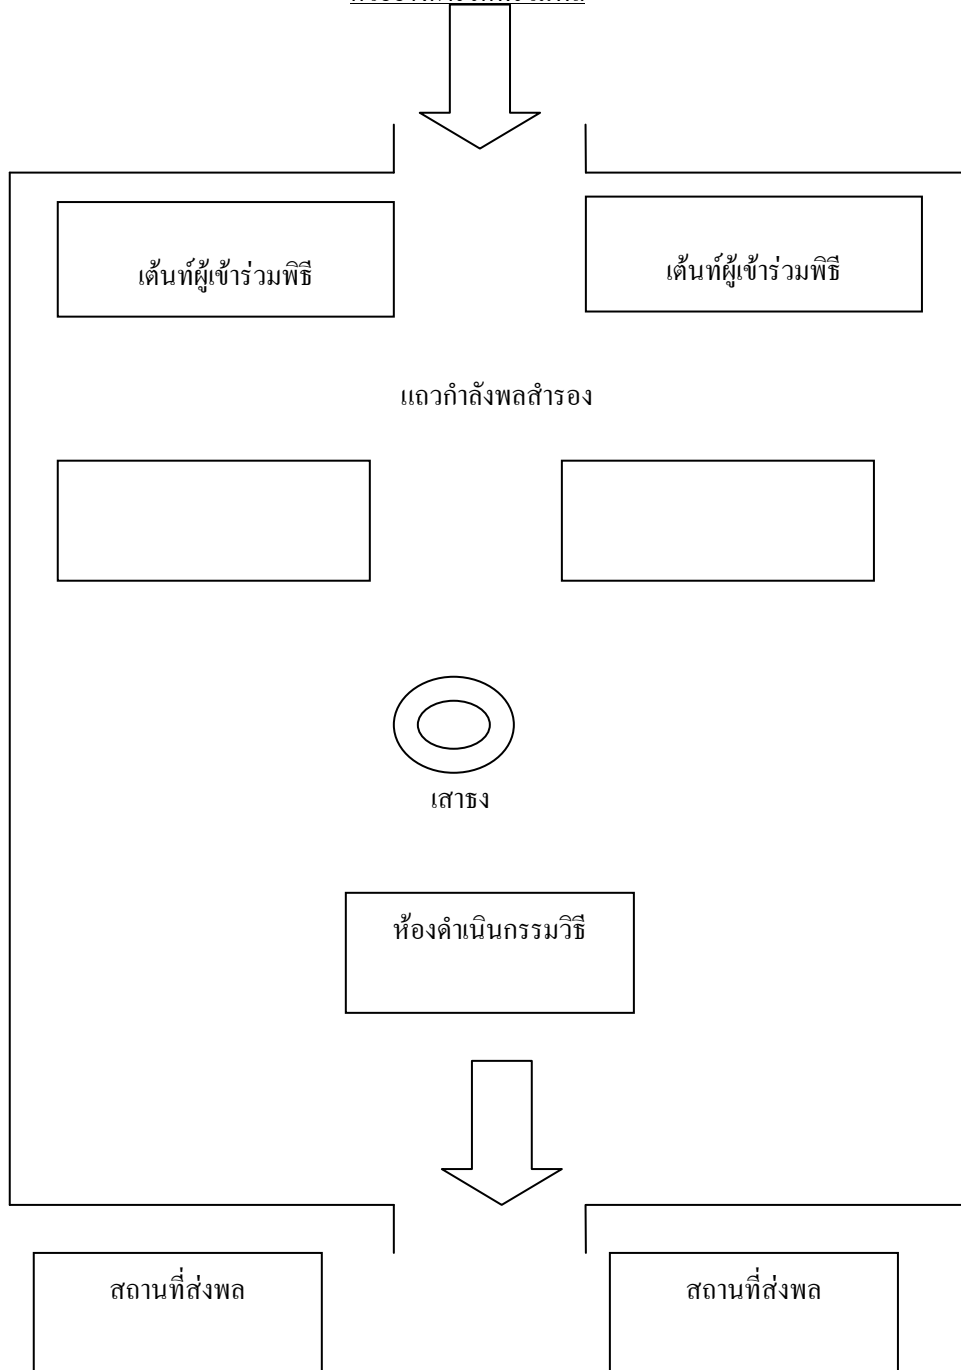 เต้นท์ผู้เข้าร่วมพิธี
เต้นท์ผู้เข้าร่วมพิธี
แถวกำลังพลสำรอง
เสาธง
ห้องดำเนินกรรมวิธี
สถานที่ส่งพล
สถานที่ส่งพล